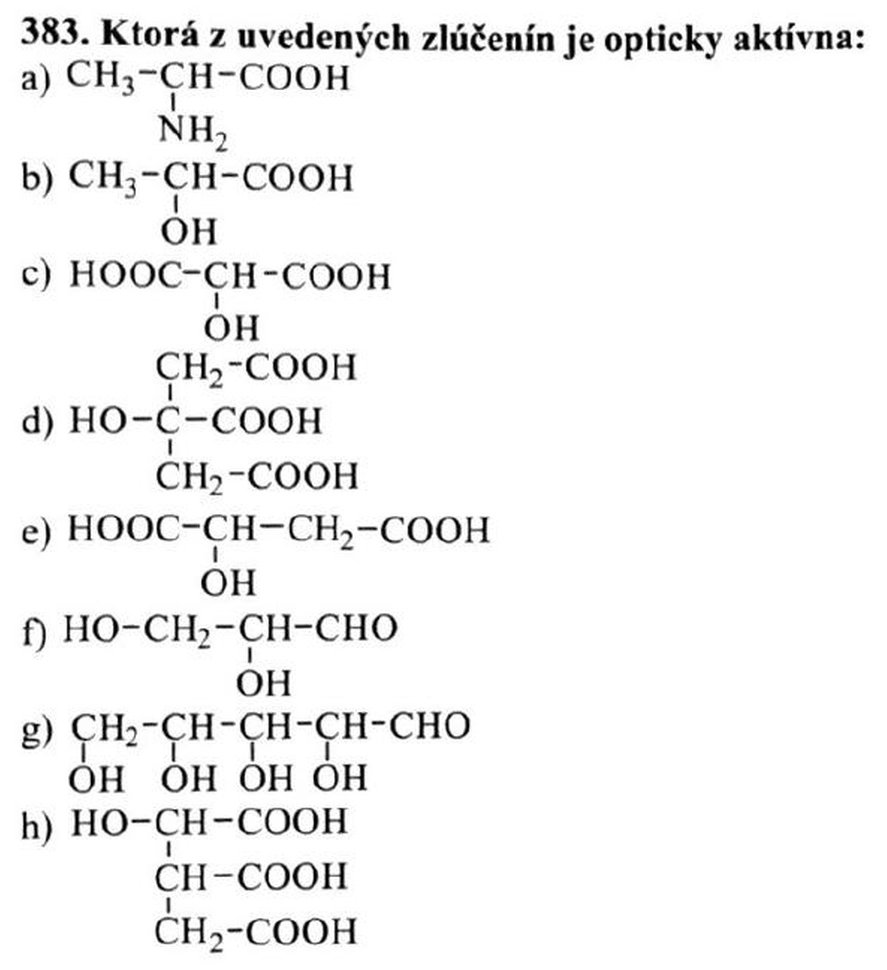 383. Ktorá z uvedených zlúčenín je opticky aktívna:
a) CH₃-CH-COOH
NH₂
b) CH₃-CH-COOH
OH
c) HOOC-CH-COOH
OH
CH₂-COOH
d) HO-C-COOH
CH₂-COOH
e) HOOC-CH-CH₂-COOH
OH
f) HO-CH₂-CH-CHO
OH
g) CH₂-CH-CH-CH-CHO
OH OH OH OH
h) HO-CH-COOH
CH-COOH
CH₂-COOH